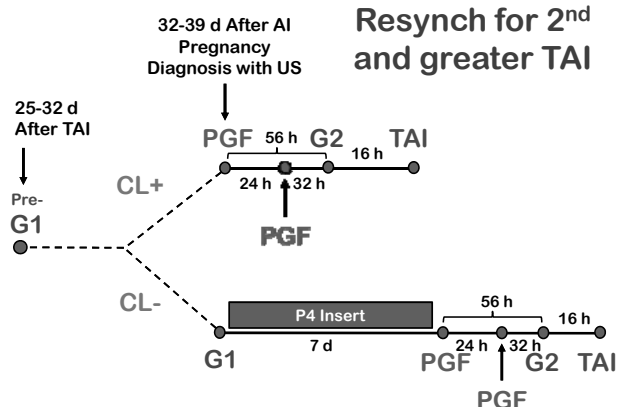 Resynch for 2nd
and greater TAI
32-39 d After AI
Pregnancy
Diagnosis with US
25-32 d
After TAI
Pre-
G1
CL+
PGF
56 h
G2
TAI
16 h
24 h
32 h
PGF
CL-
P4 Insert
G1
7 d
56 h
16 h
PGF
24 h
32 h
G2
TAI
PGF